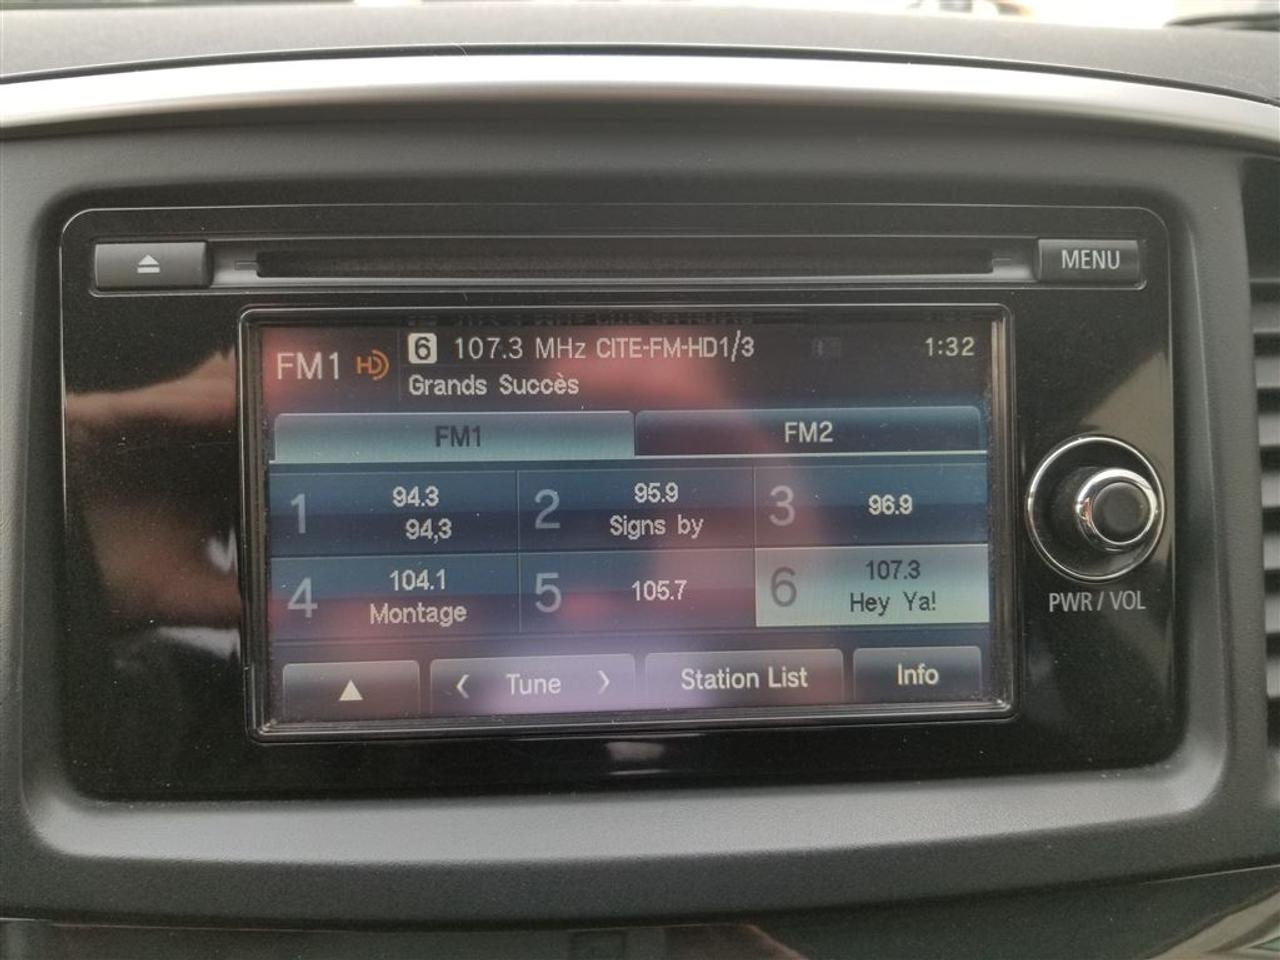 MENU
FM1 HD 6 107.3 MHz CITE-FM-HD1/3 1:32
Grands Succès
FM1 FM2
1 94.3 2 95.9 3 96.9
94,3 Signs by
4 104.1 5 105.7 6 107.3
Montage Hey Ya!
< Tune > Station List Info
PWR / VOL